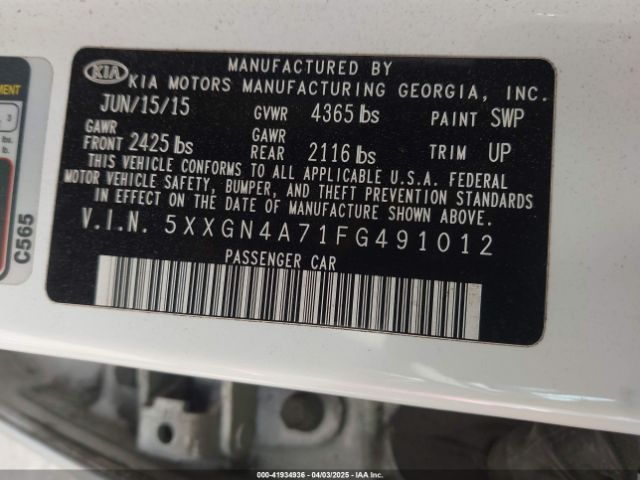 MANUFACTURED BY
KIA KIA MOTORS MANUFACTURING GEORGIA, INC.
JUN/15/15 GVWR 4365 lbs PAINT SWP
GAWR FRONT 2425 lbs GAWR REAR 2116 lbs TRIM UP
THIS VEHICLE CONFORMS TO ALL APPLICABLE U.S.A. FEDERAL
MOTOR VEHICLE SAFETY, BUMPER, AND THEFT PREVENTION STANDARDS
IN EFFECT ON THE DATE OF MANUFACTURE SHOWN ABOVE.
V.I.N. 5XXGN4A71FG491012
PASSENGER CAR
3
lbs.
lb.
C565
000-41934936 - 04/03/2025 - IAA, Inc.